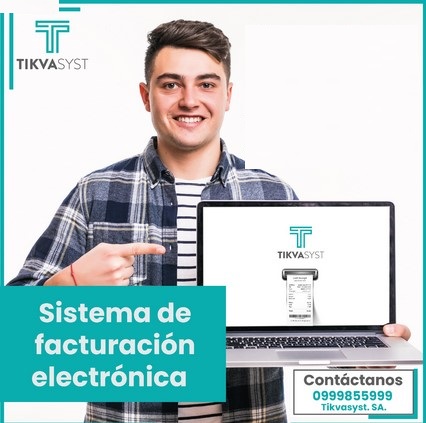 TIKVASYST
TIKVASYST
Sistema de
facturación
electrónica
Contáctanos
0999855999
Tikvasyst. SA.